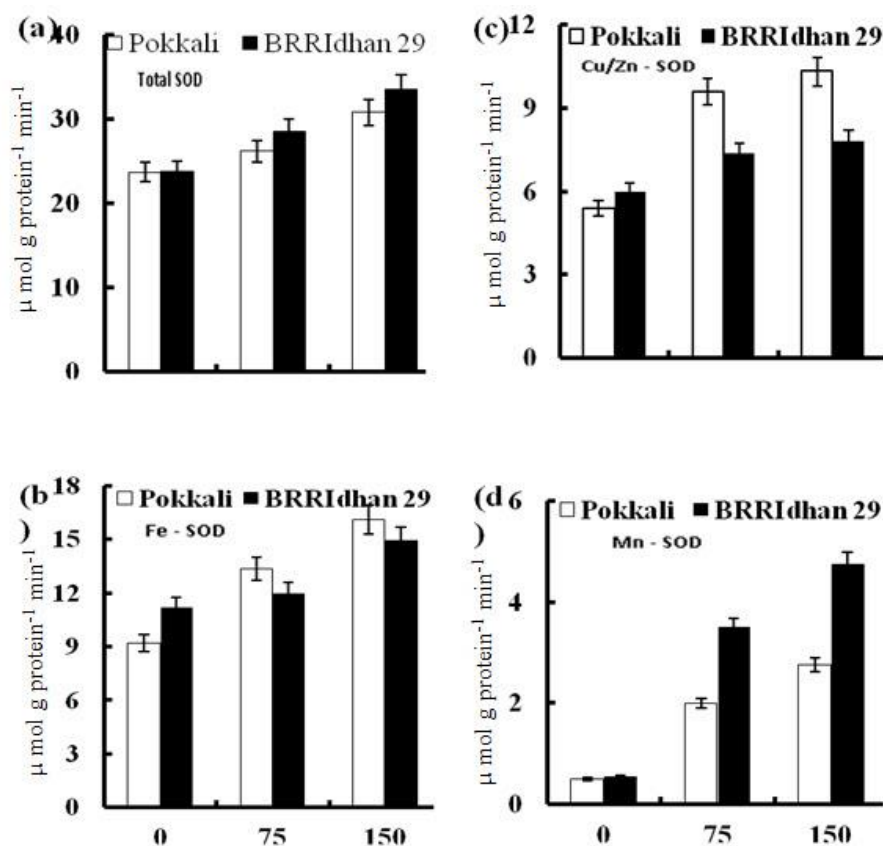 (a)
Pokkali BRRIdhan 29
Total SOD
40
30
20
10
0
μ mol g protein⁻¹ min⁻¹
(c)
12
Pokkali BRRIdhan 29
Cu/Zn - SOD
9
6
3
0
μ mol g protein⁻¹ min⁻¹
(b
)
18
Pokkali BRRIdhan 29
Fe - SOD
15
12
9
6
3
0
μ mol g protein⁻¹ min⁻¹
0 75 150
(d
)
6
Pokkali BRRIdhan 29
Mn - SOD
4
2
0
μ mol g protein⁻¹ min⁻¹
0 75 150